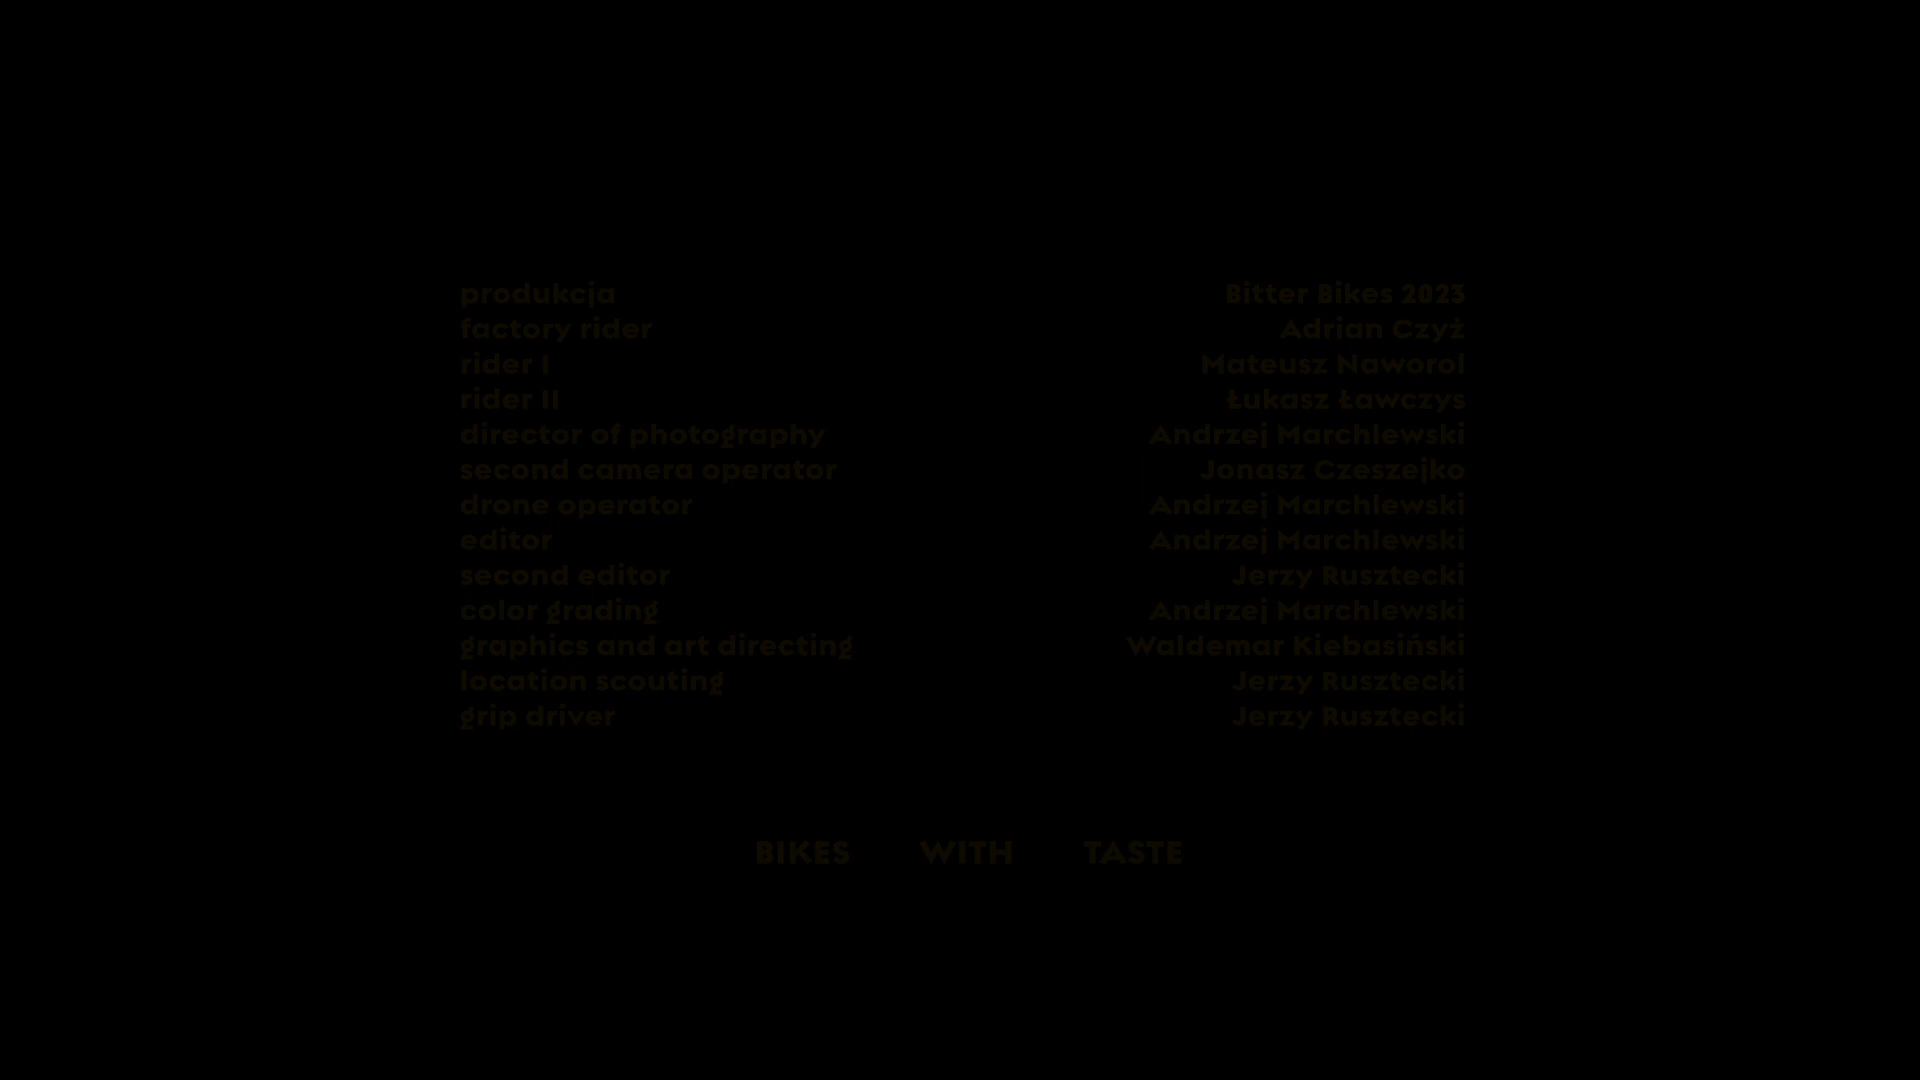 produkcja Bitter Bikes 2023
factory rider Adrian Czyż
rider I Mateusz Naworol
rider II Łukasz Ławczys
director of photography Andrzej Marchlewski
second camera operator Jonasz Czeszejko
drone operator Andrzej Marchlewski
editor Andrzej Marchlewski
second editor Jerzy Rusztecki
color grading Andrzej Marchlewski
graphics and art directing Waldemar Kiebasiński
location scouting Jerzy Rusztecki
grip driver Jerzy Rusztecki
BIKES WITH TASTE